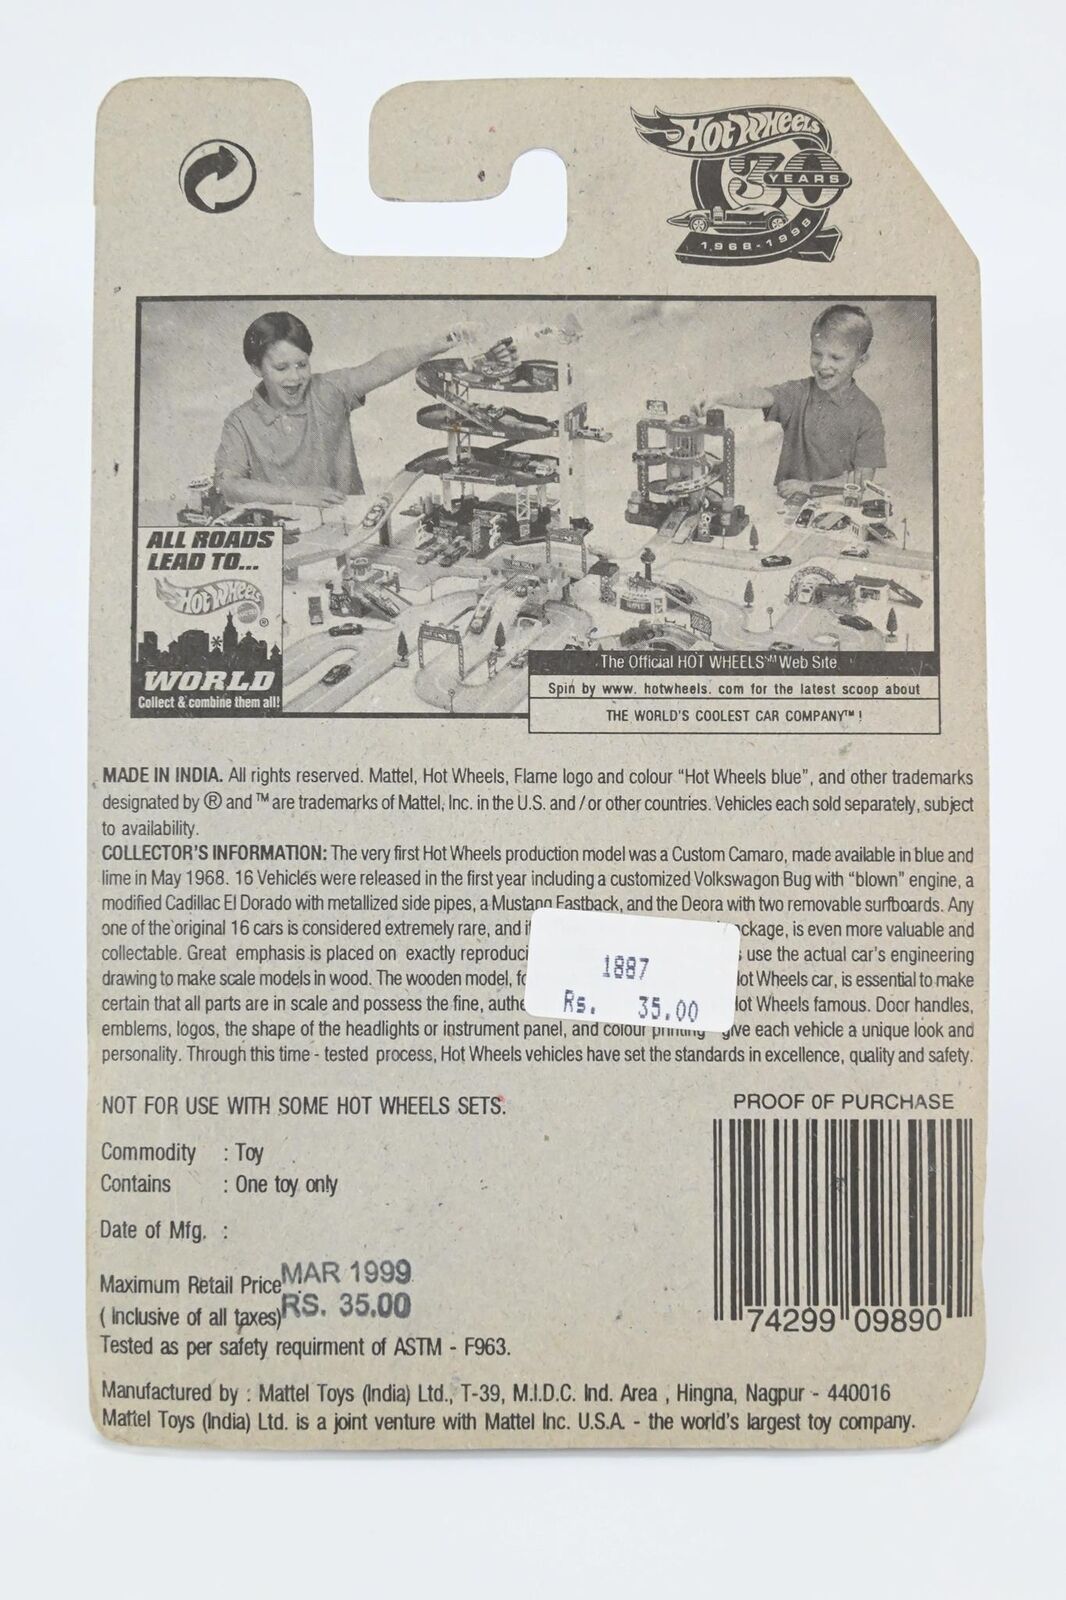 Hot Wheels
30
YEARS
1968-1998
ALL ROADS
LEAD TO...
Hot Wheels
®
WORLD
Collect & combine them all!
The Official HOT WHEELS℠ Web Site
Spin by www. hotwheels. com for the latest scoop about
THE WORLD'S COOLEST CAR COMPANY™ !
MADE IN INDIA. All rights reserved. Mattel, Hot Wheels, Flame logo and colour “Hot Wheels blue”, and other trademarks
designated by ® and ™ are trademarks of Mattel, Inc. in the U.S. and / or other countries. Vehicles each sold separately, subject
to availability.
COLLECTOR'S INFORMATION: The very first Hot Wheels production model was a Custom Camaro, made available in blue and
lime in May 1968. 16 Vehicles were released in the first year including a customized Volkswagon Bug with “blown” engine, a
modified Cadillac El Dorado with metallized side pipes, a Mustang Fastback, and the Deora with two removable surfboards. Any
one of the original 16 cars is considered extremely rare, and ckage, is even more valuable and
collectable. Great emphasis is placed on exactly reproduci use the actual car's engineering
drawing to make scale models in wood. The wooden model, ot Wheels car, is essential to make
certain that all parts are in scale and possess the fine, authe ot Wheels famous. Door handles,
emblems, logos, the shape of the headlights or instrument panel, and colour printing give each vehicle a unique look and
personality. Through this time - tested process, Hot Wheels vehicles have set the standards in excellence, quality and safety.
1887
Rs. 35.00
NOT FOR USE WITH SOME HOT WHEELS SETS.
PROOF OF PURCHASE
Commodity : Toy
Contains : One toy only
Date of Mfg. :
MAR 1999
Maximum Retail Price :
( Inclusive of all taxes) RS. 35.00
74299 09890
Tested as per safety requirment of ASTM - F963.
Manufactured by : Mattel Toys (India) Ltd., T-39, M.I.D.C. Ind. Area , Hingna, Nagpur - 440016
Mattel Toys (India) Ltd. is a joint venture with Mattel Inc. U.S.A. - the world's largest toy company.